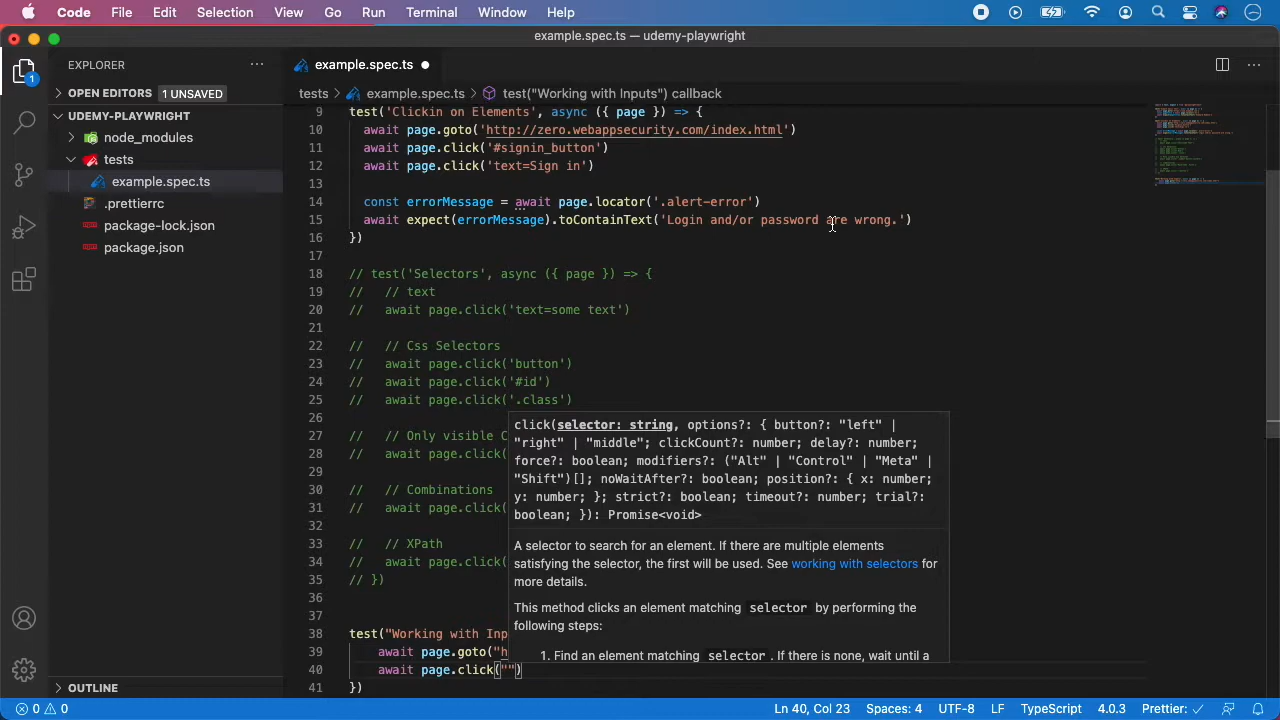 Code File Edit Selection View Go Run Terminal Window Help
example.spec.ts — udemy-playwright
EXPLORER
example.spec.ts
OPEN EDITORS 1 UNSAVED
tests example.spec.ts test("Working with Inputs") callback
UDEMY-PLAYWRIGHT
node_modules
tests
example.spec.ts
.prettierrc
package-lock.json
package.json
OUTLINE
1
9 test('Clickin on Elements', async ({ page }) => {
10 await page.goto('http://zero.webappsecurity.com/index.html')
11 await page.click('#signin_button')
12 await page.click('text=Sign in')
13
14 const errorMessage = await page.locator('.alert-error')
15 await expect(errorMessage).toContainText('Login and/or password are wrong.')
16 })
17
18 // test('Selectors', async ({ page }) => {
19 // // text
20 // await page.click('text=some text')
21
22 // // Css Selectors
23 // await page.click('button')
24 // await page.click('#id')
25 // await page.click('.class')
26
27 // // Only visible C
28 // await page.click(
29
30 // // Combinations
31 // await page.click(
32
33 // // XPath
34 // await page.click(
35 // })
36
37
38 test("Working with Inp
39 await page.goto("h
40 await page.click("")
41 })
click(selector: string, options?: { button?: "left" |
"right" | "middle"; clickCount?: number; delay?: number;
force?: boolean; modifiers?: ("Alt" | "Control" | "Meta" |
"Shift")[]; noWaitAfter?: boolean; position?: { x: number;
y: number; }; strict?: boolean; timeout?: number; trial?:
boolean; }): Promise<void>
A selector to search for an element. If there are multiple elements
satisfying the selector, the first will be used. See working with selectors for
more details.
This method clicks an element matching selector by performing the
following steps:
1. Find an element matching selector . If there is none, wait until a
0 0 Ln 40, Col 23 Spaces: 4 UTF-8 LF TypeScript 4.0.3 Prettier: ✓